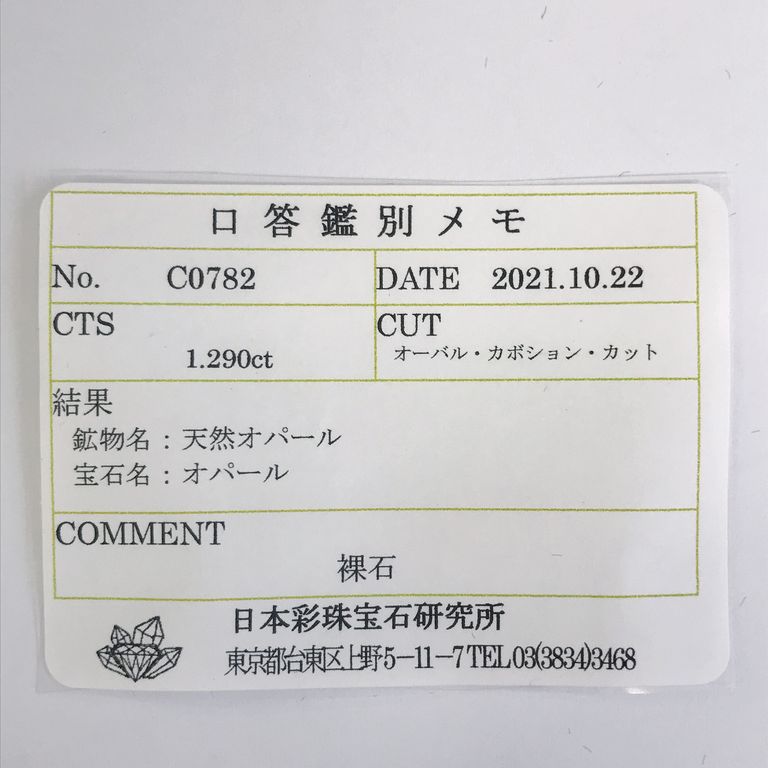 口答鑑別メモ
No. C0782 DATE 2021.10.22
CTS CUT
1.290ct オーバル・カボション・カット
結果
鉱物名：天然オパール
宝石名：オパール
COMMENT
裸石
日本彩珠宝石研究所
東京都台東区上野5－11－7 TEL 03(3834)3468